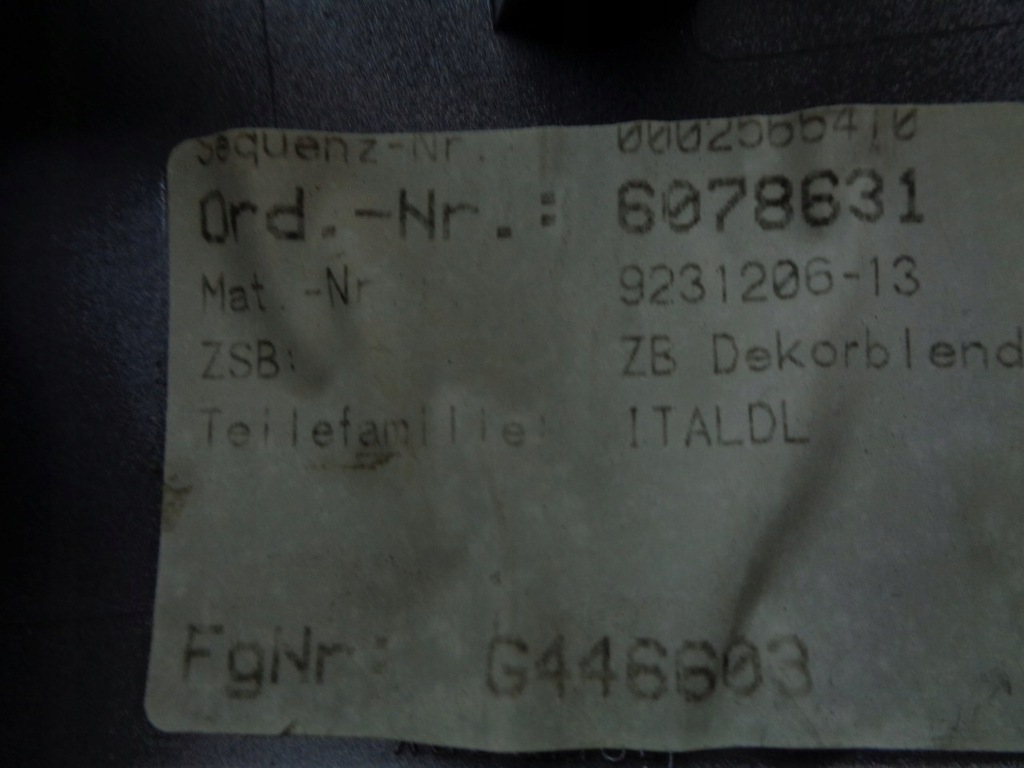 Sequenz-Nr.
Ord.-Nr.: 6078631
Mat.-Nr 9231206-13
ZSB: ZB Dekorblend
Teilefamilie: ITALDL
FgNr: G446603